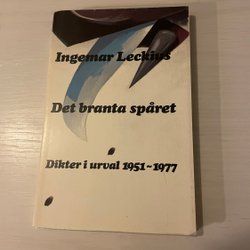 Ingemar Leckius
Det branta spåret
Dikter i urval 1951-1977